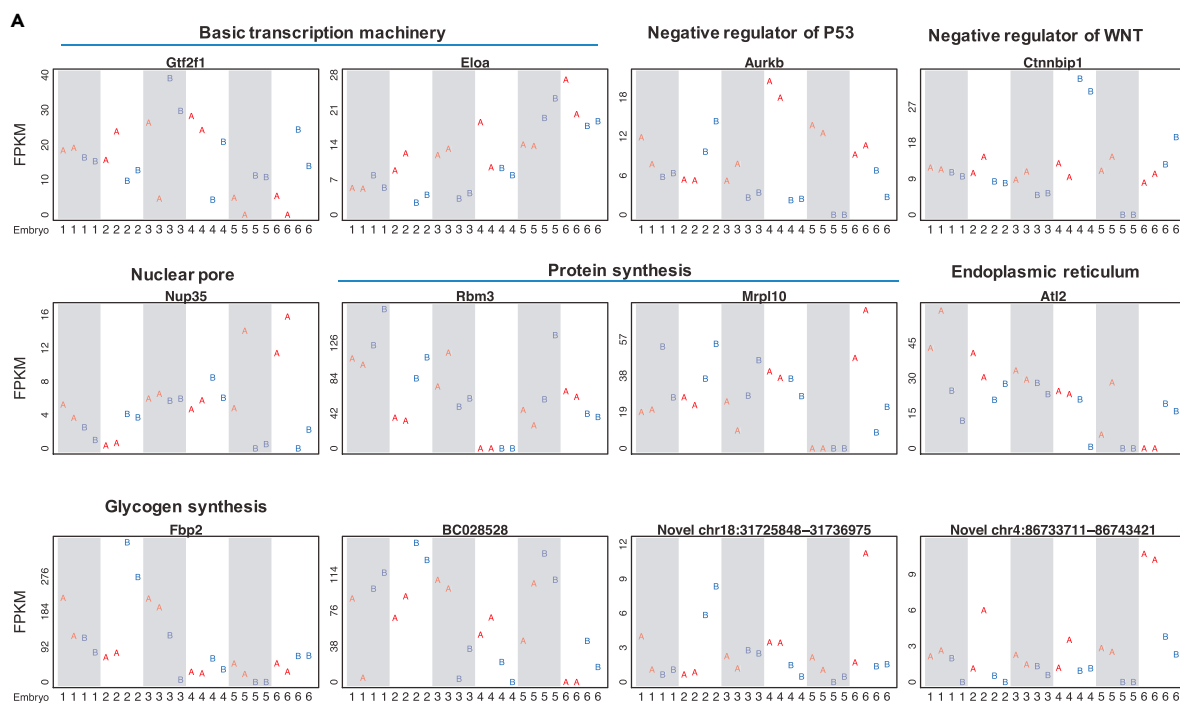 A
Basic transcription machinery
Negative regulator of P53
Negative regulator of WNT
Gtf2f1
Eloa
Aurkb
Ctnnbip1
FPKM
0 10 20 30 40
0 7 14 21 28
0 6 12 18
0 9 18 27
Embryo
1 1 1 1 2 2 2 2 3 3 3 3 4 4 4 4 5 5 5 5 6 6 6 6
1 1 1 1 2 2 2 2 3 3 3 3 4 4 4 4 5 5 5 5 6 6 6 6
1 1 1 1 2 2 2 2 3 3 3 3 4 4 4 4 5 5 5 5 6 6 6 6
1 1 1 1 2 2 2 2 3 3 3 3 4 4 4 4 5 5 5 5 6 6 6 6
Nuclear pore
Protein synthesis
Endoplasmic reticulum
Nup35
Rbm3
Mrpl10
Atl2
FPKM
0 4 8 12 16
0 42 84 126
0 19 38 57
0 15 30 45
Glycogen synthesis
Fbp2
BC028528
Novel chr18:31725848–31736975
Novel chr4:86733711–86743421
FPKM
0 92 184 276
0 38 76 114
0 3 6 9 12
0 3 6 9
Embryo
1 1 1 1 2 2 2 2 3 3 3 3 4 4 4 4 5 5 5 5 6 6 6 6
1 1 1 1 2 2 2 2 3 3 3 3 4 4 4 4 5 5 5 5 6 6 6 6
1 1 1 1 2 2 2 2 3 3 3 3 4 4 4 4 5 5 5 5 6 6 6 6
1 1 1 1 2 2 2 2 3 3 3 3 4 4 4 4 5 5 5 5 6 6 6 6